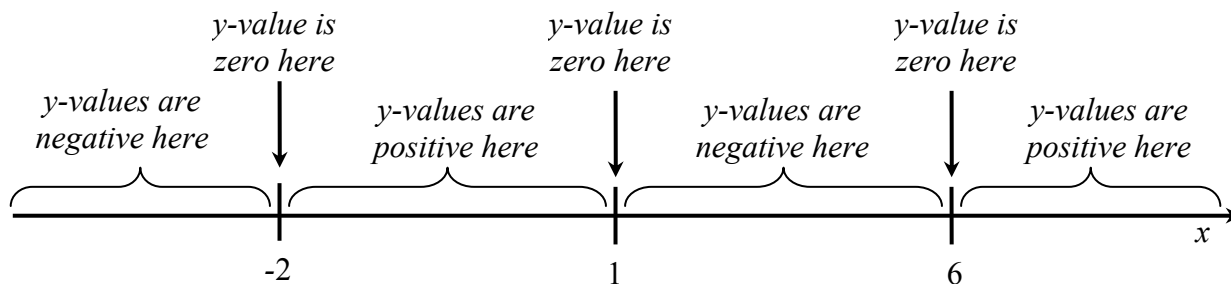 y-value is
zero here
y-value is
zero here
y-value is
zero here
y-values are
negative here
y-values are
positive here
y-values are
negative here
y-values are
positive here
x
-2
1
6